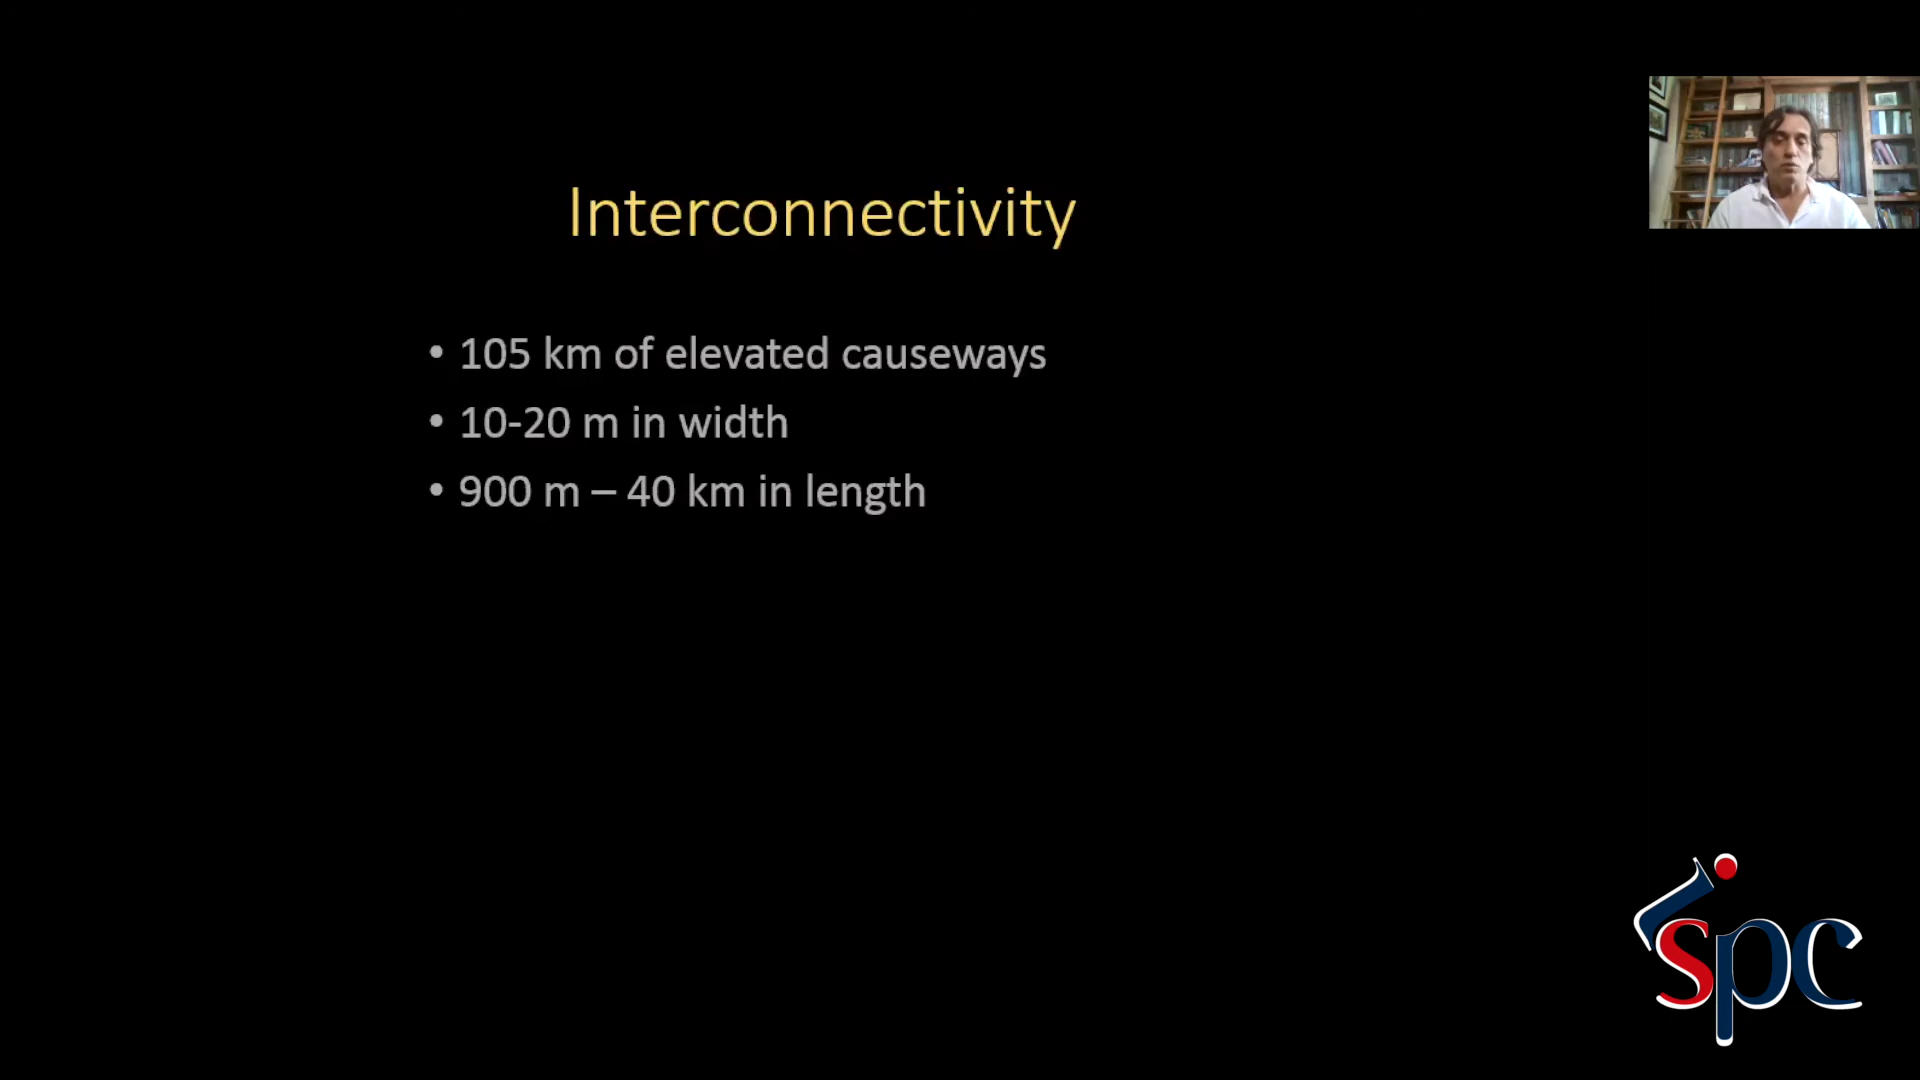 Interconnectivity
• 105 km of elevated causeways
• 10-20 m in width
• 900 m – 40 km in length
spc